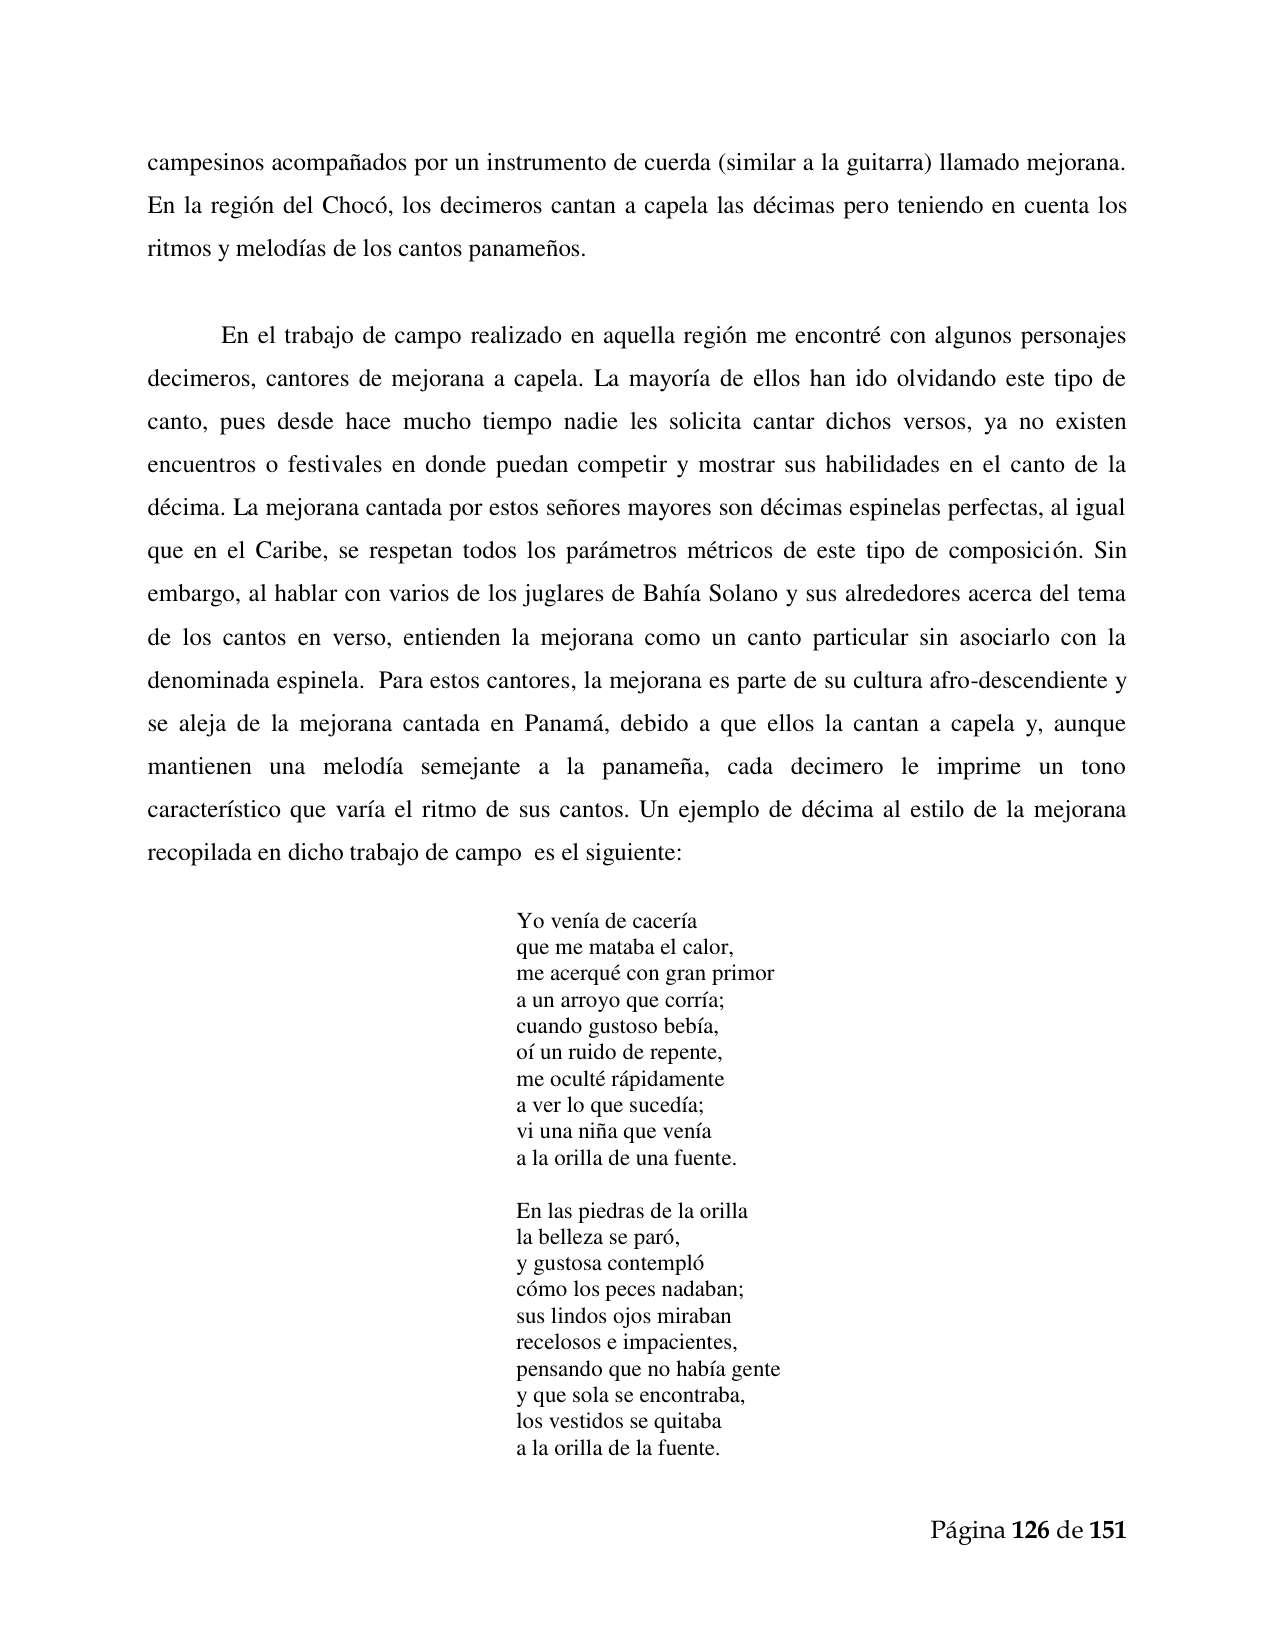 campesinos acompañados por un instrumento de cuerda (similar a la guitarra) llamado mejorana.
En la región del Chocó, los decimeros cantan a capela las décimas pero teniendo en cuenta los
ritmos y melodías de los cantos panameños.
En el trabajo de campo realizado en aquella región me encontré con algunos personajes
decimeros, cantores de mejorana a capela. La mayoría de ellos han ido olvidando este tipo de
canto, pues desde hace mucho tiempo nadie les solicita cantar dichos versos, ya no existen
encuentros o festivales en donde puedan competir y mostrar sus habilidades en el canto de la
décima. La mejorana cantada por estos señores mayores son décimas espinelas perfectas, al igual
que en el Caribe, se respetan todos los parámetros métricos de este tipo de composición. Sin
embargo, al hablar con varios de los juglares de Bahía Solano y sus alrededores acerca del tema
de los cantos en verso, entienden la mejorana como un canto particular sin asociarlo con la
denominada espinela.  Para estos cantores, la mejorana es parte de su cultura afro-descendiente y
se aleja de la mejorana cantada en Panamá, debido a que ellos la cantan a capela y, aunque
mantienen una melodía semejante a la panameña, cada decimero le imprime un tono
característico que varía el ritmo de sus cantos. Un ejemplo de décima al estilo de la mejorana
recopilada en dicho trabajo de campo  es el siguiente:
Yo venía de cacería
que me mataba el calor,
me acerqué con gran primor
a un arroyo que corría;
cuando gustoso bebía,
oí un ruido de repente,
me oculté rápidamente
a ver lo que sucedía;
vi una niña que venía
a la orilla de una fuente.
En las piedras de la orilla
la belleza se paró,
y gustosa contempló
cómo los peces nadaban;
sus lindos ojos miraban
recelosos e impacientes,
pensando que no había gente
y que sola se encontraba,
los vestidos se quitaba
a la orilla de la fuente.
Página 126 de 151